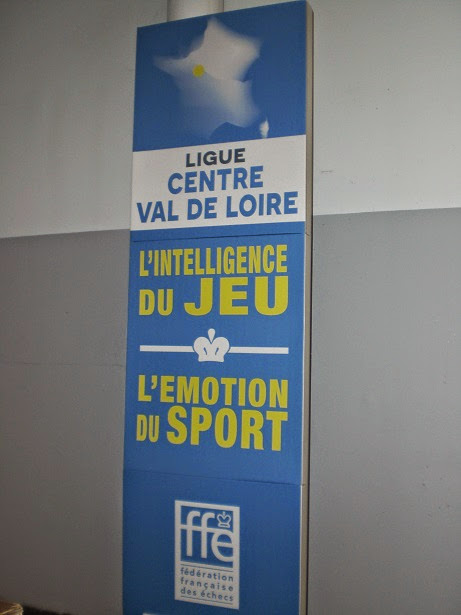 LIGUE
CENTRE
VAL DE LOIRE
L'INTELLIGENCE
DU JEU
L'EMOTION
DU SPORT
ffe
fédération
française
des échecs